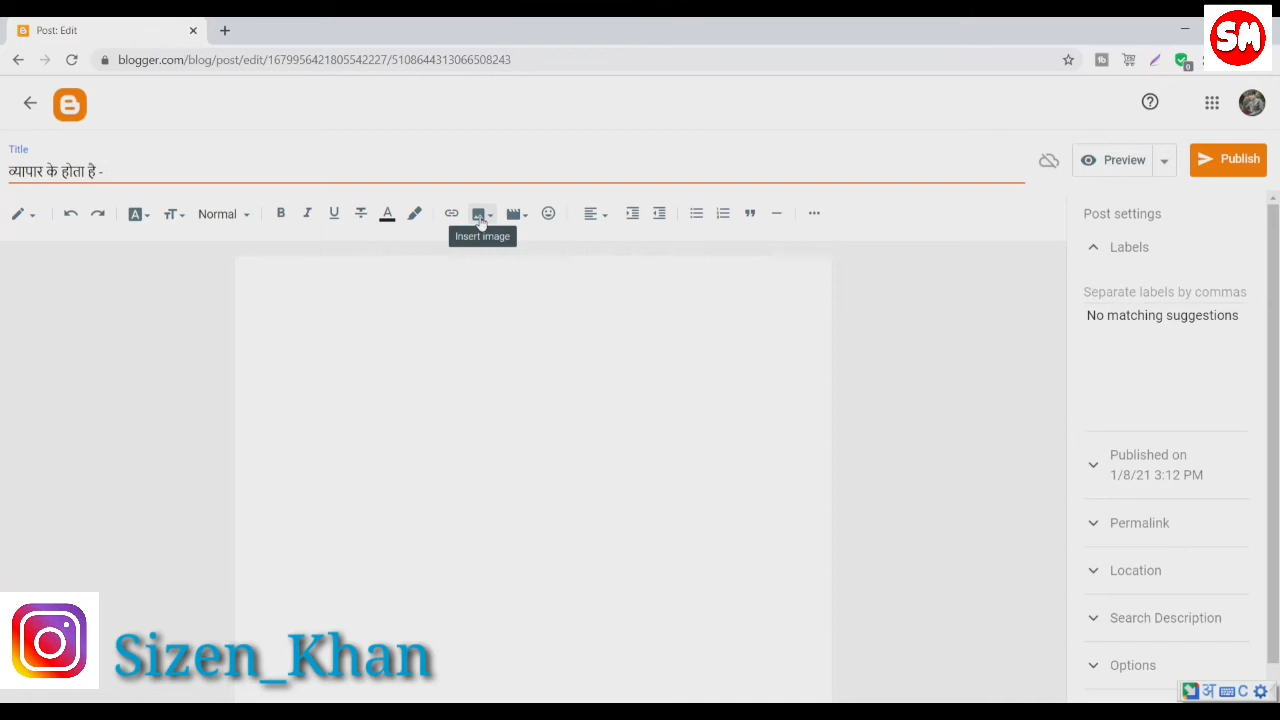 Post: Edit
SM
blogger.com/blog/post/edit/1679956421805542227/5108644313066508243
Title
व्यापार के होता है -
Preview
Publish
Normal
B I U A
Insert image
Post settings
Labels
Separate labels by commas
No matching suggestions
Published on
1/8/21 3:12 PM
Permalink
Location
Search Description
Options
Sizen_Khan
अ C